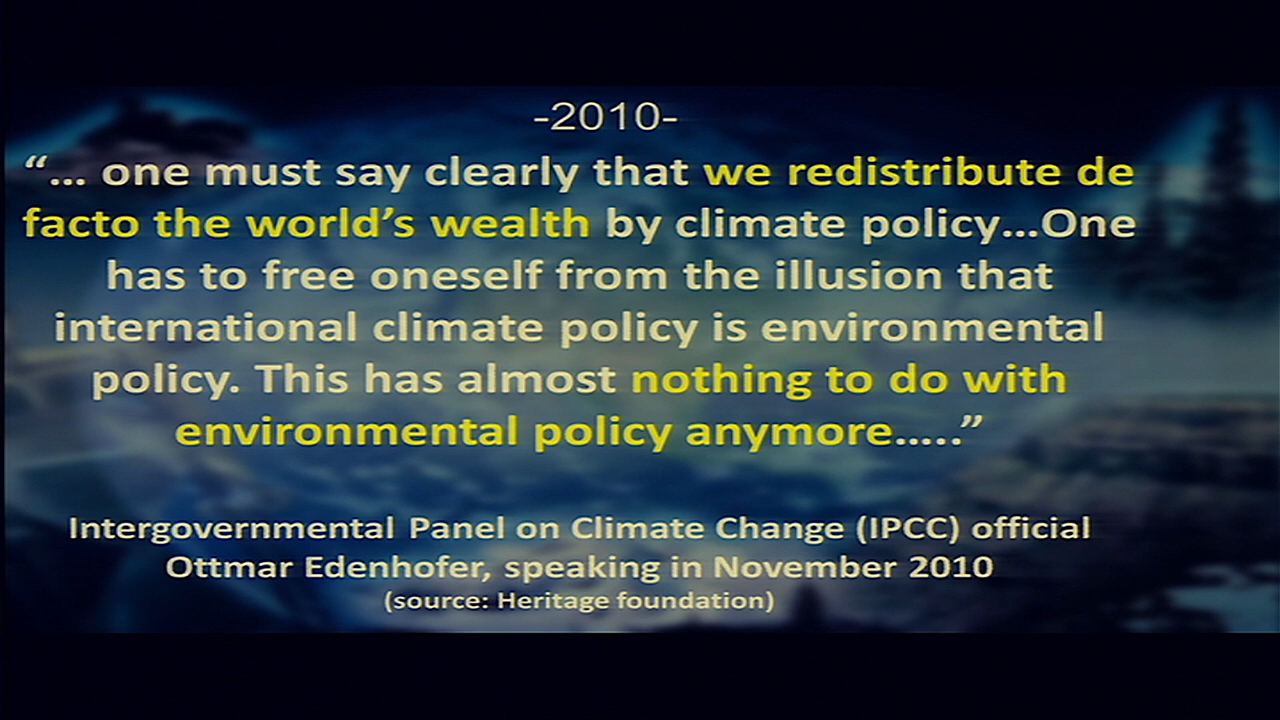 -2010-
“... one must say clearly that we redistribute de
facto the world’s wealth by climate policy...One
has to free oneself from the illusion that
international climate policy is environmental
policy. This has almost nothing to do with
environmental policy anymore.....”
Intergovernmental Panel on Climate Change (IPCC) official
Ottmar Edenhofer, speaking in November 2010
(source: Heritage foundation)